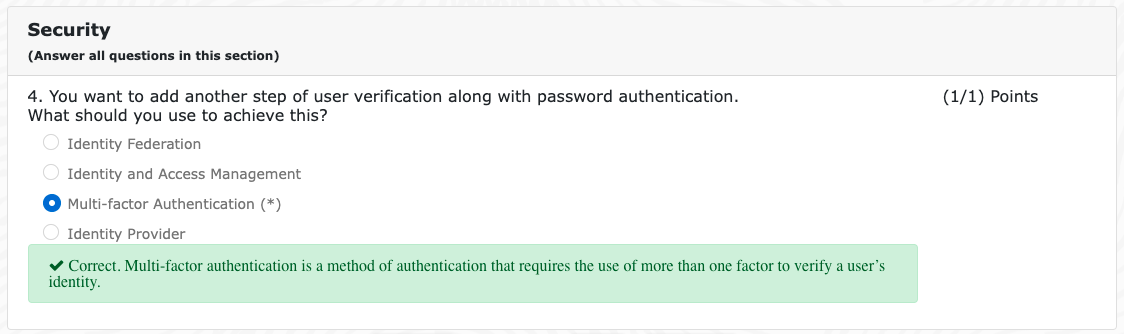 Security
(Answer all questions in this section)
4. You want to add another step of user verification along with password authentication.
(1/1) Points
What should you use to achieve this?
Identity Federation
Identity and Access Management
Multi-factor Authentication (*)
Identity Provider
✔ Correct. Multi-factor authentication is a method of authentication that requires the use of more than one factor to verify a user’s
identity.